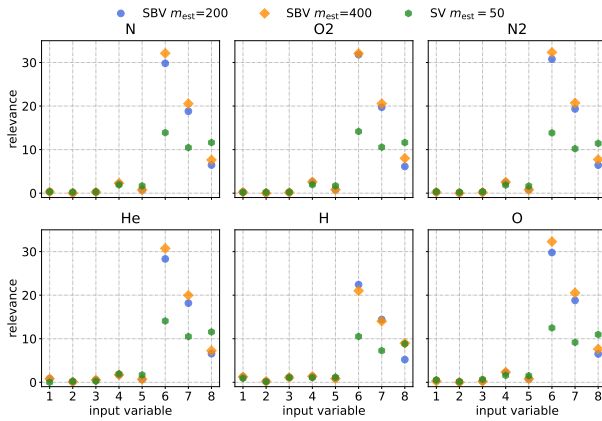 SBV m_est=200 SBV m_est=400 SV m_est = 50
N O2 N2
relevance
30
20
10
0
He H O
relevance
30
20
10
0
1 2 3 4 5 6 7 8 1 2 3 4 5 6 7 8 1 2 3 4 5 6 7 8
input variable input variable input variable